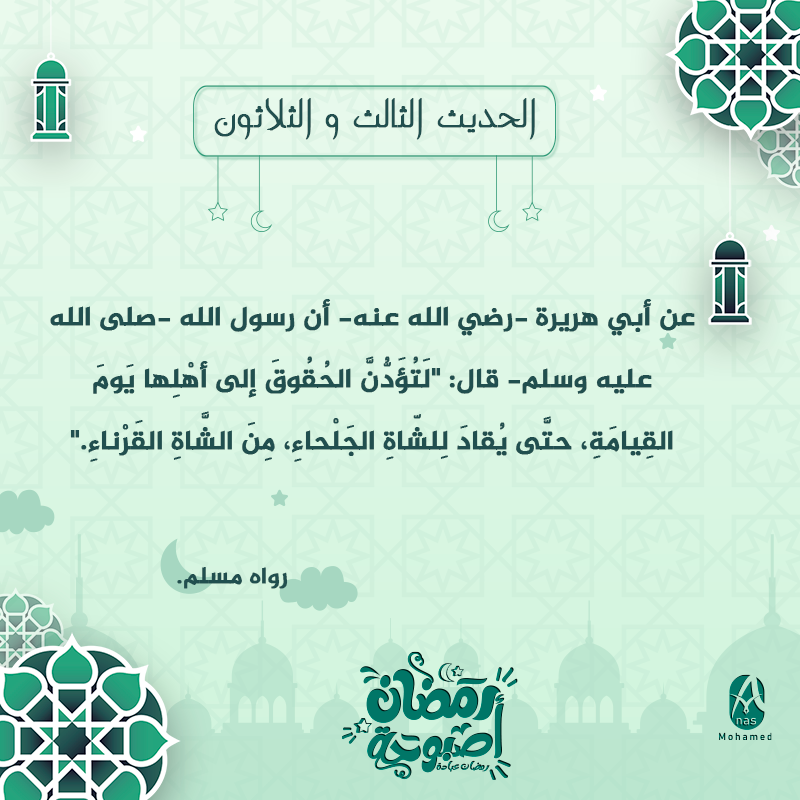 الحديث الثالث و الثلاثون
عن أبي هريرة -رضي الله عنه- أن رسول الله -صلى الله
عليه وسلم- قال: "لَتُؤَدُّنَّ الحُقُوقَ إلى أهْلِها يَومَ
القِيامَةِ، حتَّى يُقادَ لِلشّاةِ الجَلْحاءِ، مِنَ الشَّاةِ القَرْناءِ."
رواه مسلم.
رمضان
أصبوحة
رمضان عبادة
Anas
Mohamed